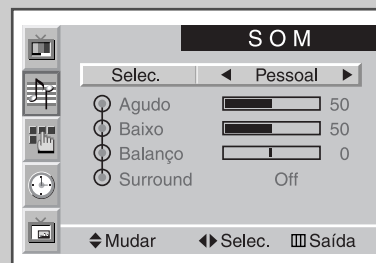 SOM
Selec. ◀ Pessoal ▶
Agudo 50
Baixo 50
Balanço 0
Surround Off
Mudar Selec. Saída